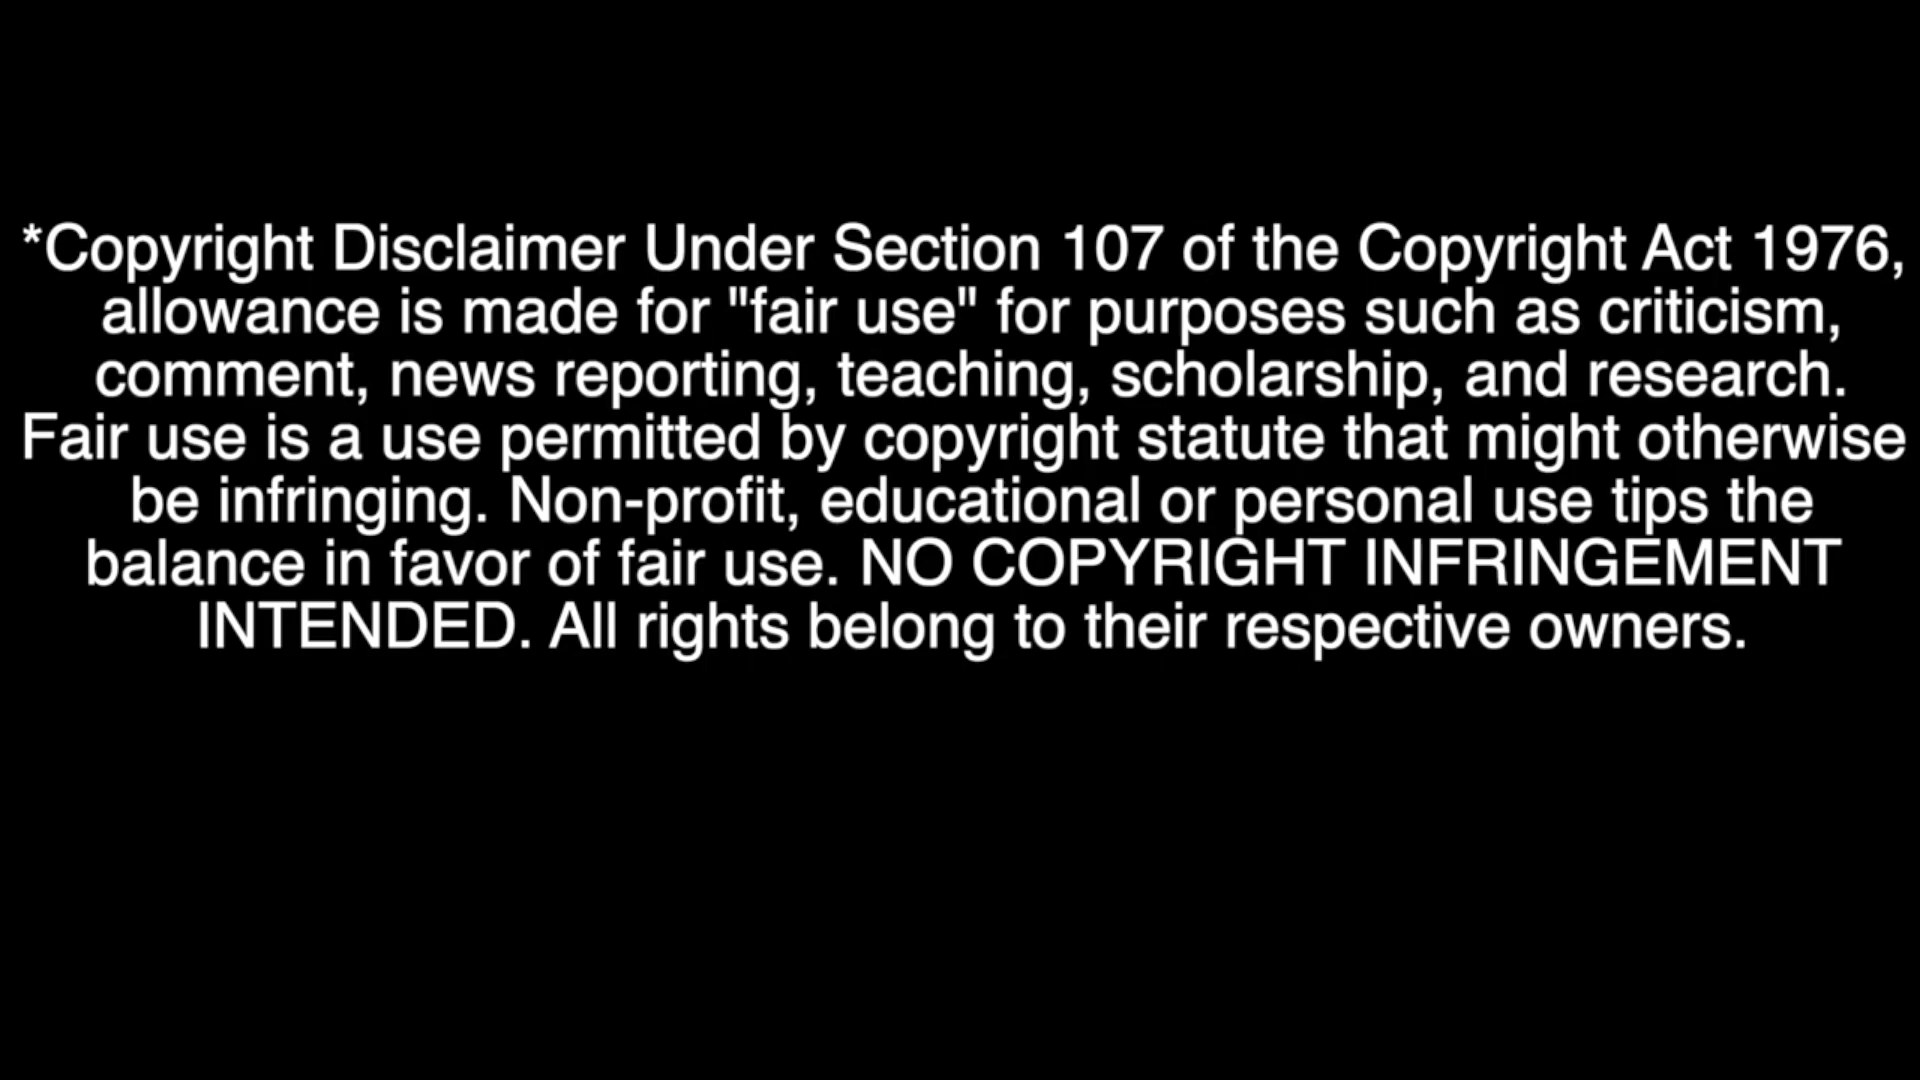 *Copyright Disclaimer Under Section 107 of the Copyright Act 1976,
allowance is made for "fair use" for purposes such as criticism,
comment, news reporting, teaching, scholarship, and research.
Fair use is a use permitted by copyright statute that might otherwise
be infringing. Non-profit, educational or personal use tips the
balance in favor of fair use. NO COPYRIGHT INFRINGEMENT
INTENDED. All rights belong to their respective owners.